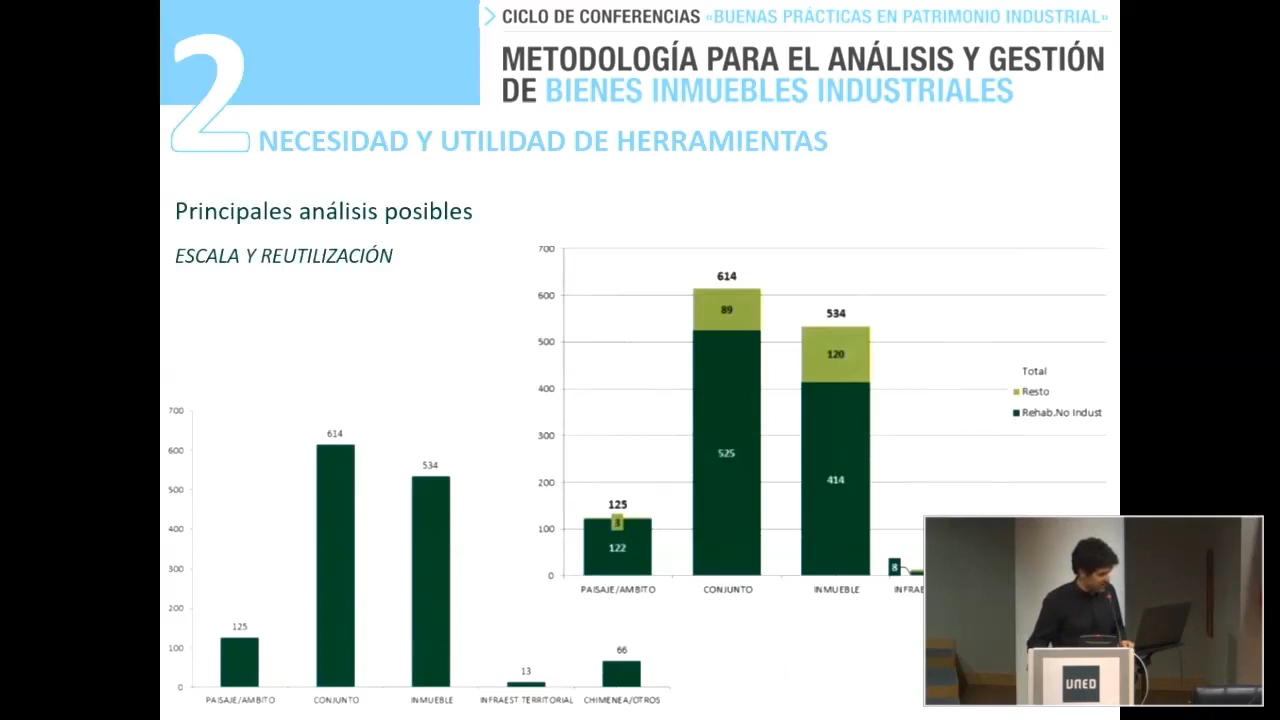 CICLO DE CONFERENCIAS «BUENAS PRÁCTICAS EN PATRIMONIO INDUSTRIAL»
METODOLOGÍA PARA EL ANÁLISIS Y GESTIÓN
DE BIENES INMUEBLES INDUSTRIALES
2 NECESIDAD Y UTILIDAD DE HERRAMIENTAS
Principales análisis posibles
ESCALA Y REUTILIZACIÓN
700
600
500
400
300
200
100
0
614
89
525
534
120
414
125
3
122
Total
Resto
Rehab.No Indust
PAISAJE/AMBITO CONJUNTO INMUEBLE INFRAE
700
600
500
400
300
200
100
0
125
614
534
13
66
PAISAJE/AMBITO CONJUNTO INMUEBLE INFRAEST TERRITORIAL CHIMENEA/OTROS
UNED